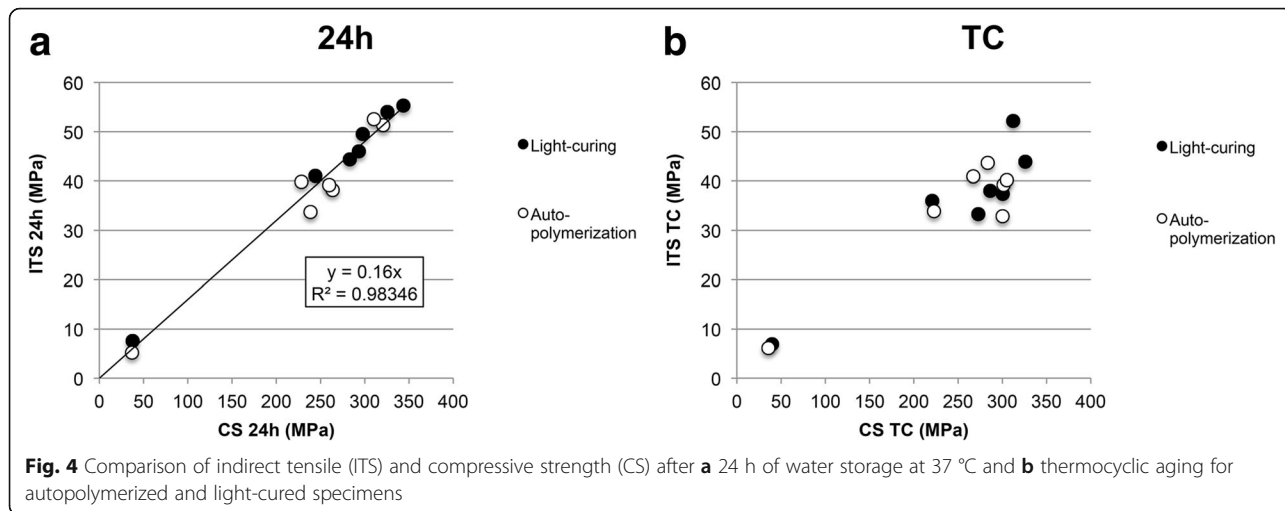 a
24h
60
50
40
30
20
10
0
ITS 24h (MPa)
0 50 100 150 200 250 300 350 400
CS 24h (MPa)
y = 0.16x
R² = 0.98346
Light-curing
Auto-
polymerization
b
TC
60
50
40
30
20
10
0
ITS TC (MPa)
0 50 100 150 200 250 300 350 400
CS TC (MPa)
Light-curing
Auto-
polymerization
Fig. 4 Comparison of indirect tensile (ITS) and compressive strength (CS) after a 24 h of water storage at 37 °C and b thermocyclic aging for
autopolymerized and light-cured specimens